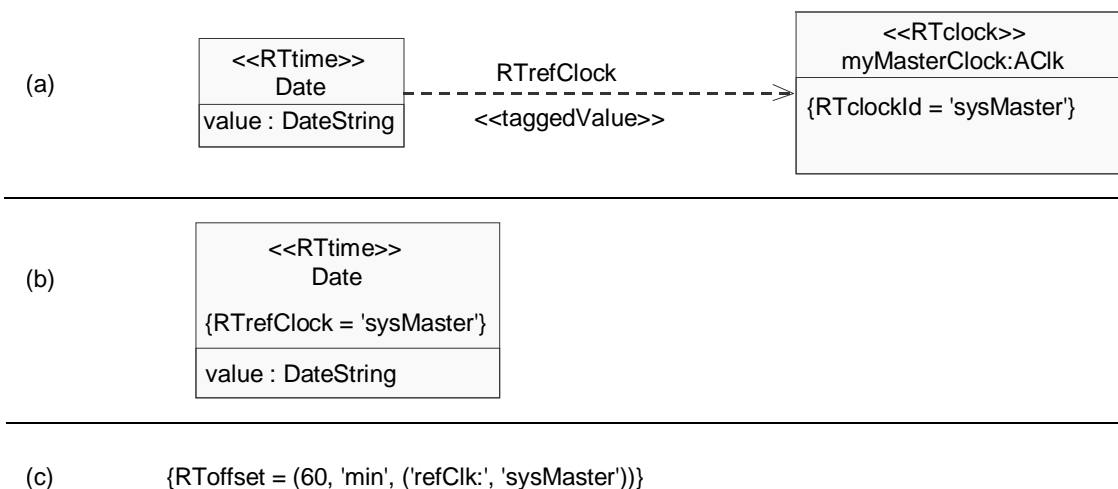 (a)
<<RTtime>>
Date
value : DateString
RTrefClock
<<taggedValue>>
<<RTclock>>
myMasterClock:AClk
{RTclockId = 'sysMaster'}
(b)
<<RTtime>>
Date
{RTrefClock = 'sysMaster'}
value : DateString
(c) {RToffset = (60, 'min', ('refClk:', 'sysMaster'))}